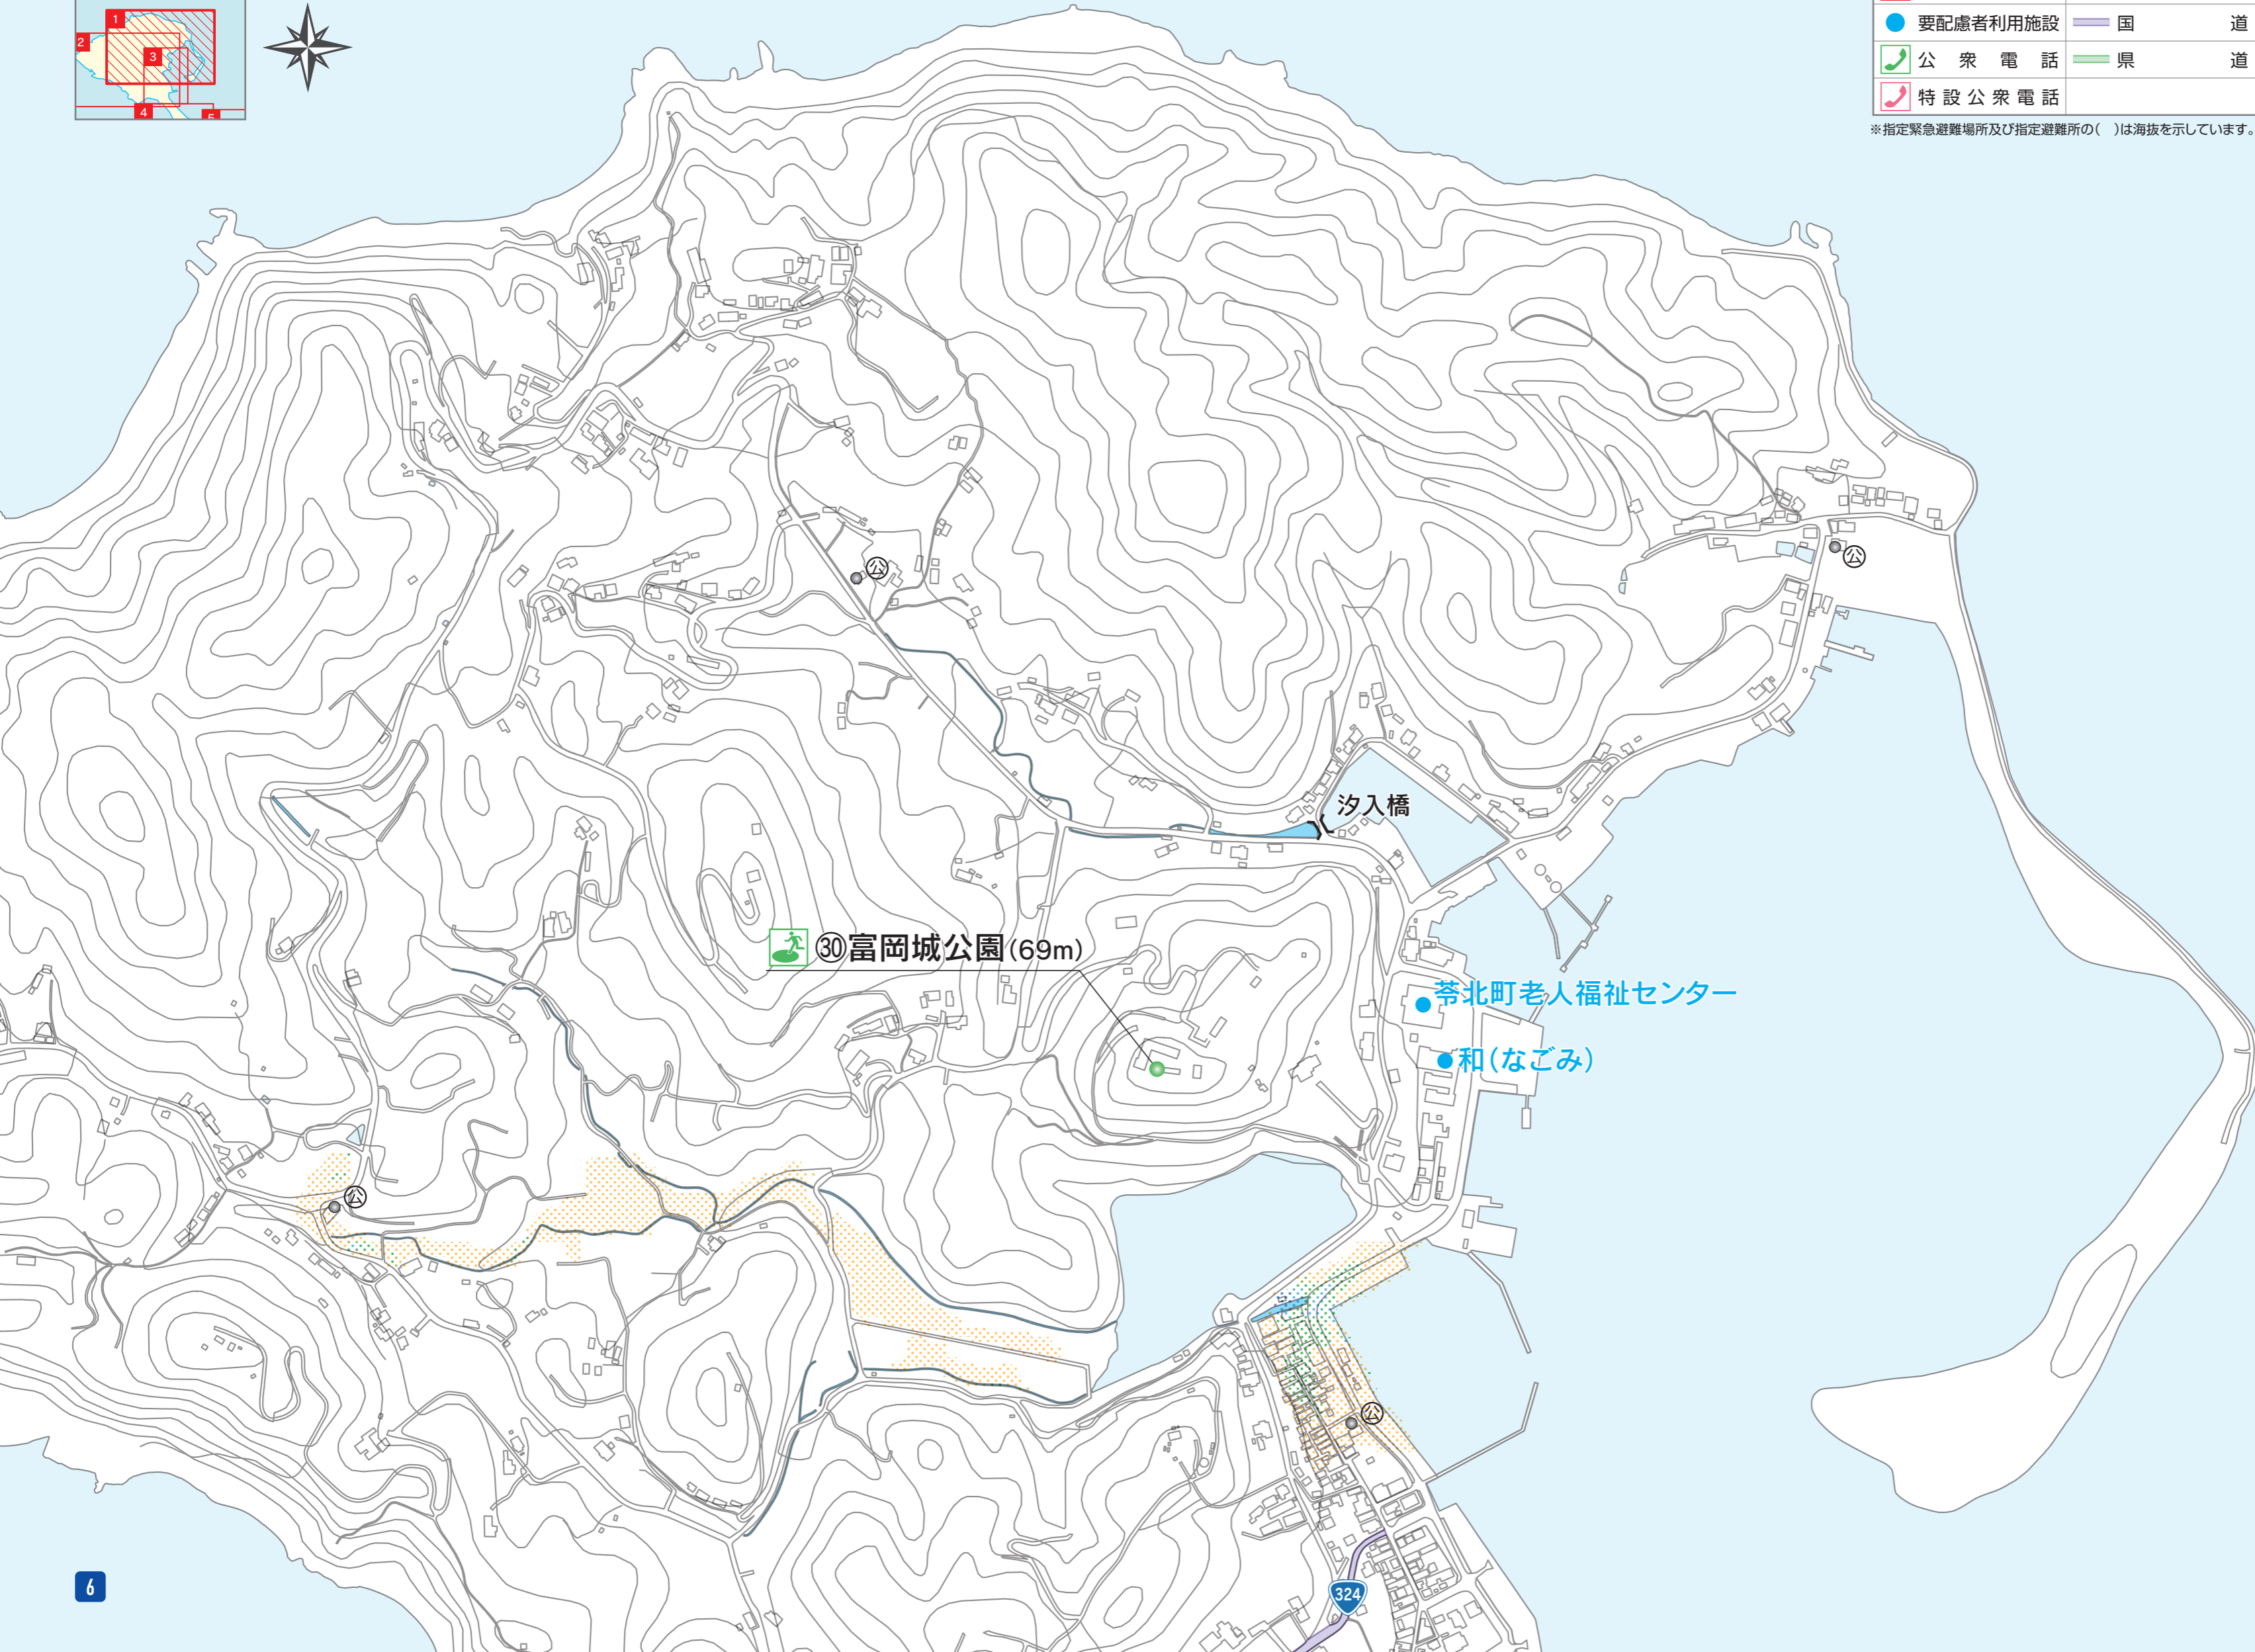 1
2
3
4
5
要配慮者利用施設 国道
公衆電話 県道
特設公衆電話
※指定緊急避難場所及び指定避難所の( )は海抜を示しています。
公
公
汐入橋
㉚富岡城公園(69m)
苓北町老人福祉センター
和(なごみ)
公
公
324
6